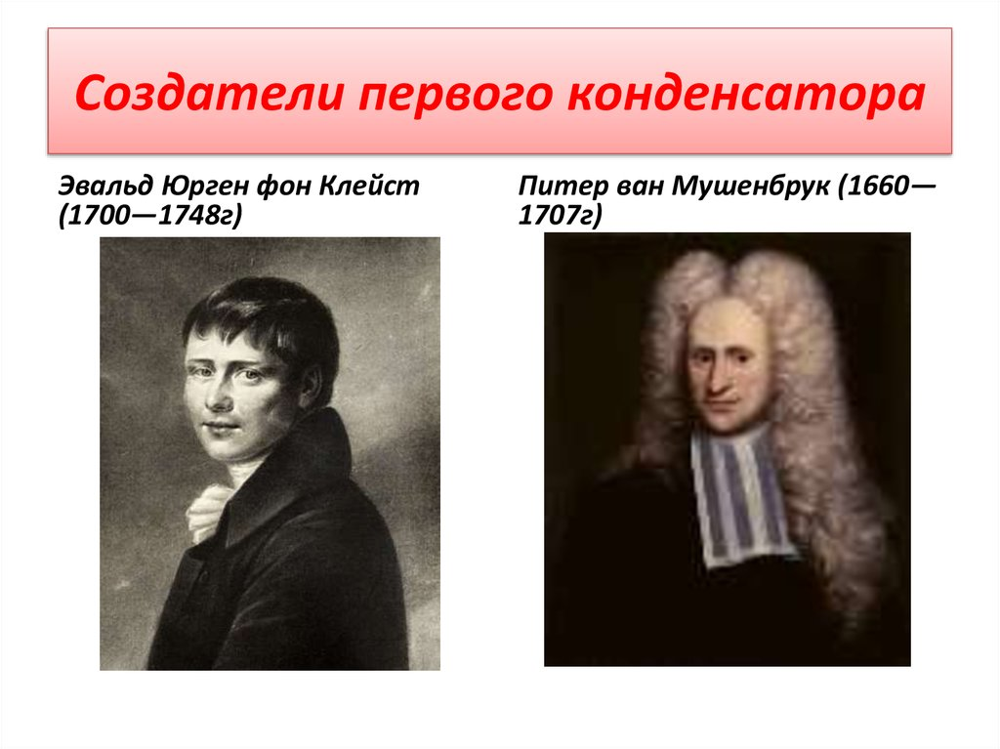 Создатели первого конденсатора
Эвальд Юрген фон Клейст
(1700—1748г)
Питер ван Мушенбрук (1660—
1707г)